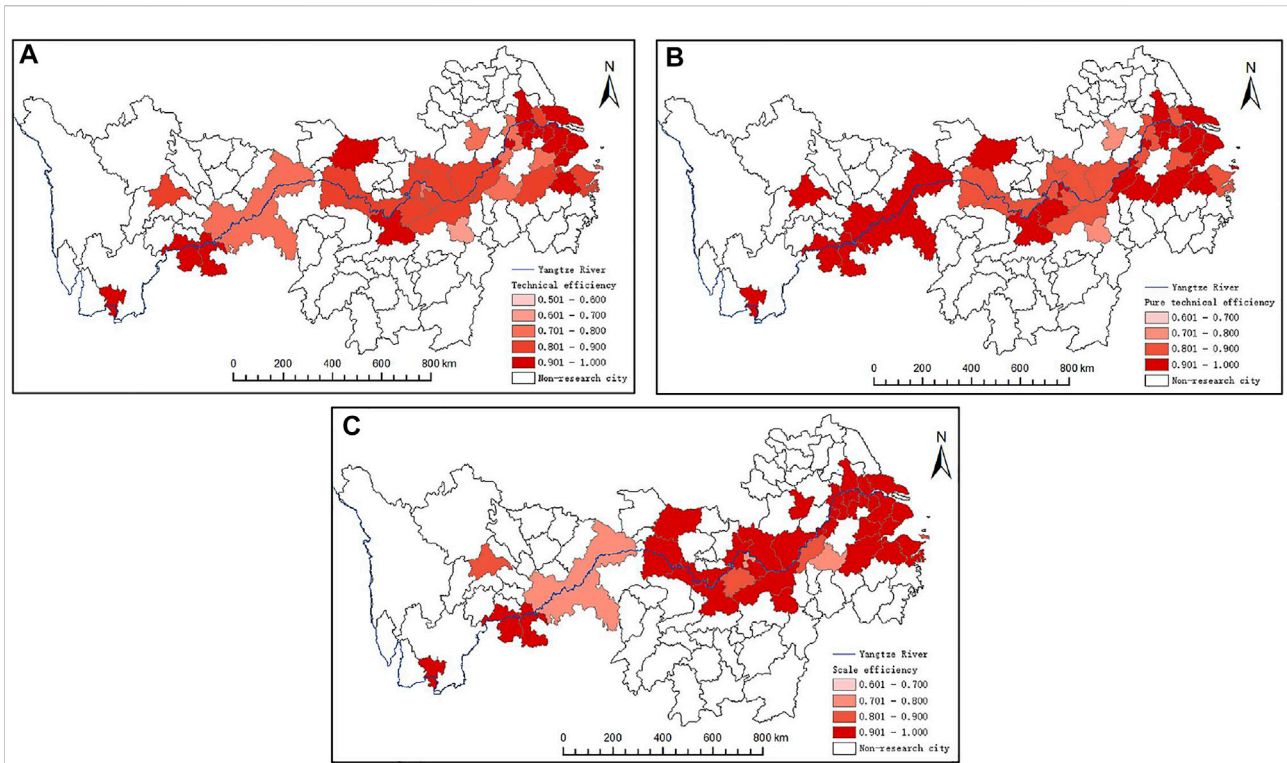 A
N
Yangtze River
Technical efficiency
0.501 - 0.600
0.601 - 0.700
0.701 - 0.800
0.801 - 0.900
0.901 - 1.000
Non-research city
0 200 400 600 800 km
B
N
Yangtze River
Pure technical efficiency
0.601 - 0.700
0.701 - 0.800
0.801 - 0.900
0.901 - 1.000
Non-research city
0 200 400 600 800 km
C
N
Yangtze River
Scale efficiency
0.601 - 0.700
0.701 - 0.800
0.801 - 0.900
0.901 - 1.000
Non-research city
0 200 400 600 800 km